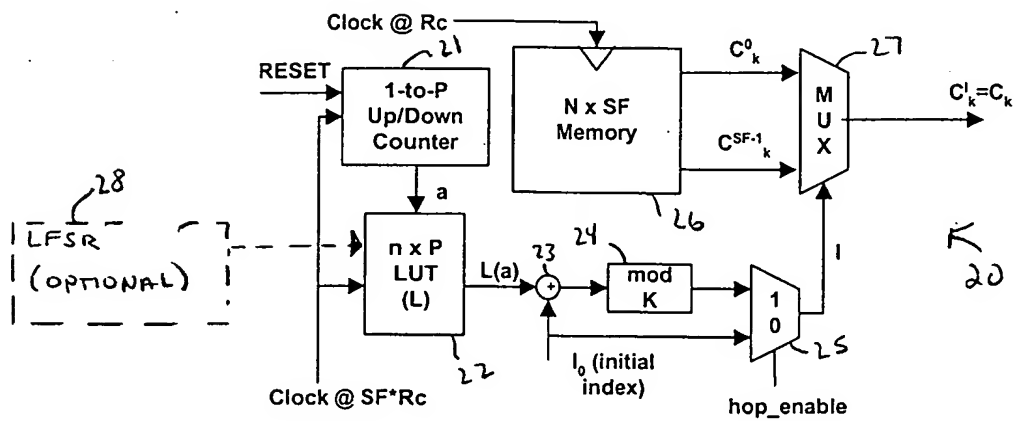 Clock @ Rc
21
27
RESET
1-to-P
Up/Down
Counter
N x SF
Memory
C⁰ₖ
C^SF-1ₖ
M
U
X
Cᴵₖ=Cₖ
28
a
26
LFSR
(OPTIONAL)
n x P
LUT
(L)
L(a)
23
+
24
mod
K
1
0
I
20
22
25
I₀ (initial
index)
Clock @ SF*Rc
hop_enable